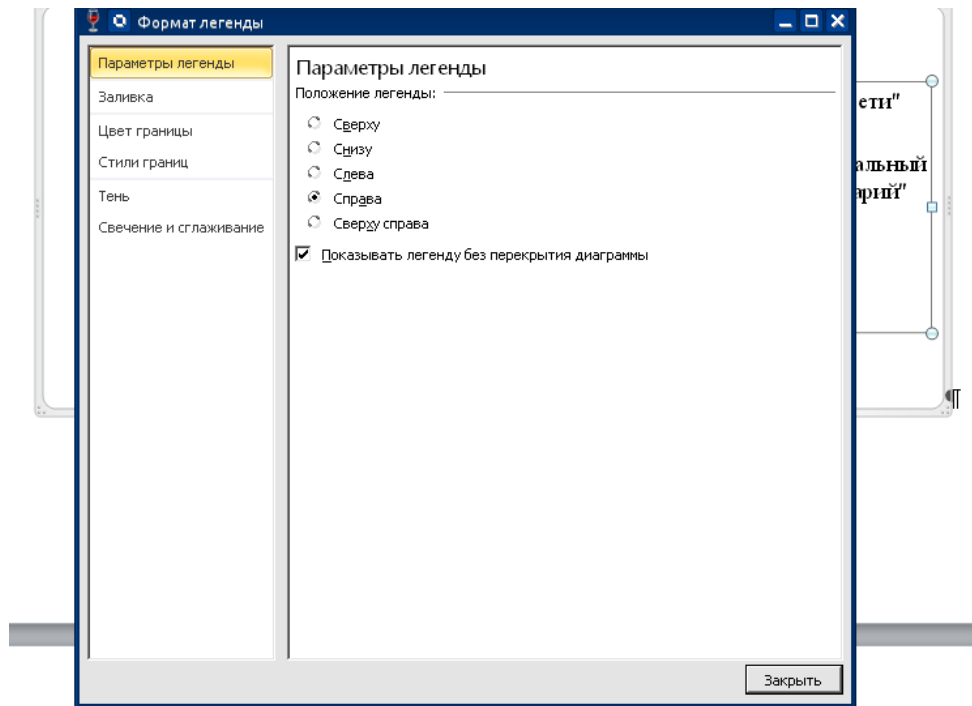 Формат легенды
Параметры легенды
Заливка
Цвет границы
Стили границ
Тень
Свечение и сглаживание
Параметры легенды
Положение легенды:
Сверху
Снизу
Слева
Справа
Сверху справа
Показывать легенду без перекрытия диаграммы
ети"
альный
арий"
¶
Закрыть